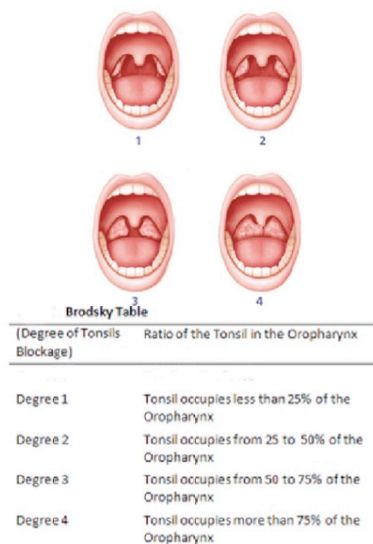 1
2
3
4
Brodsky Table
(Degree of Tonsils Ratio of the Tonsil in the Oropharynx
Blockage)
Degree 1 Tonsil occupies less than 25% of the
Oropharynx
Degree 2 Tonsil occupies from 25 to 50% of the
Oropharynx
Degree 3 Tonsil occupies from 50 to 75% of the
Oropharynx
Degree 4 Tonsil occupies more than 75% of the
Oropharynx